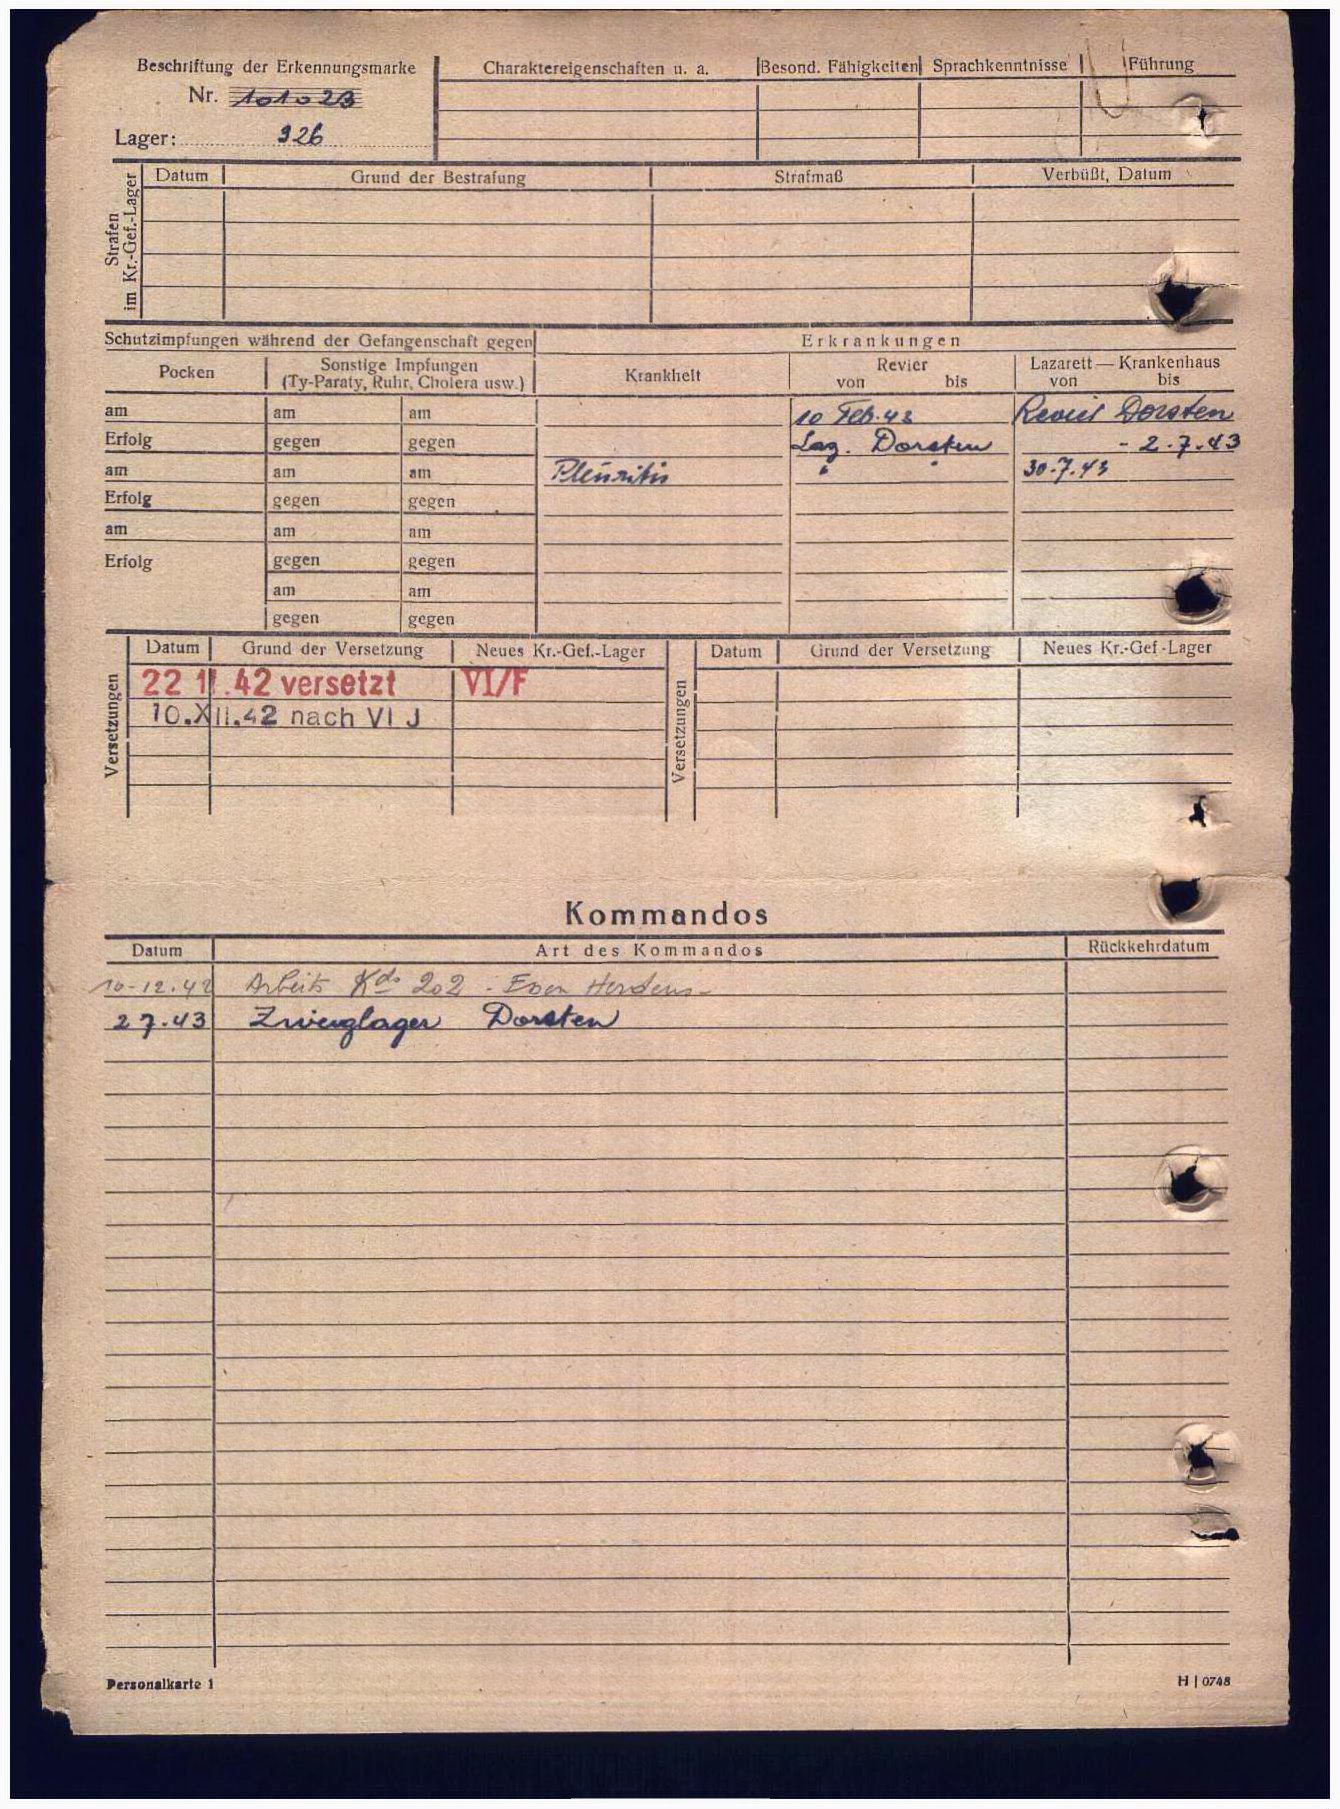 Beschriftung der Erkennungsmarke
Nr. 101023
Lager: 326
Charaktereigenschaften u. a. Besond. Fähigkeiten Sprachkenntnisse Führung
Strafen im Kr.-Gef.-Lager
Datum Grund der Bestrafung Strafmaß Verbüßt, Datum
Schutzimpfungen während der Gefangenschaft gegen Erkrankungen
Pocken Sonstige Impfungen Krankheit Revier Lazarett — Krankenhaus
(Ty-Paraty, Ruhr, Cholera usw.) von bis von bis
am am am 10 Feb. 43 Revier Dorsten
Erfolg gegen gegen Laz. Dorsten - 2.7.43
am am am Pleuritis " " 30.7.43
Erfolg gegen gegen
am am am
Erfolg gegen gegen
am am
gegen gegen
Versetzungen
Datum Grund der Versetzung Neues Kr.-Gef.-Lager
22 11.42 versetzt VI/F
10.XII.42 nach VI J
Versetzungen
Datum Grund der Versetzung Neues Kr.-Gef-Lager
Kommandos
Datum Art des Kommandos Rückkehrdatum
10-12.42 Arbeits Kdo 202 -
2 7.43 Zweiglager Dorsten
Personalkarte 1 H | 0748